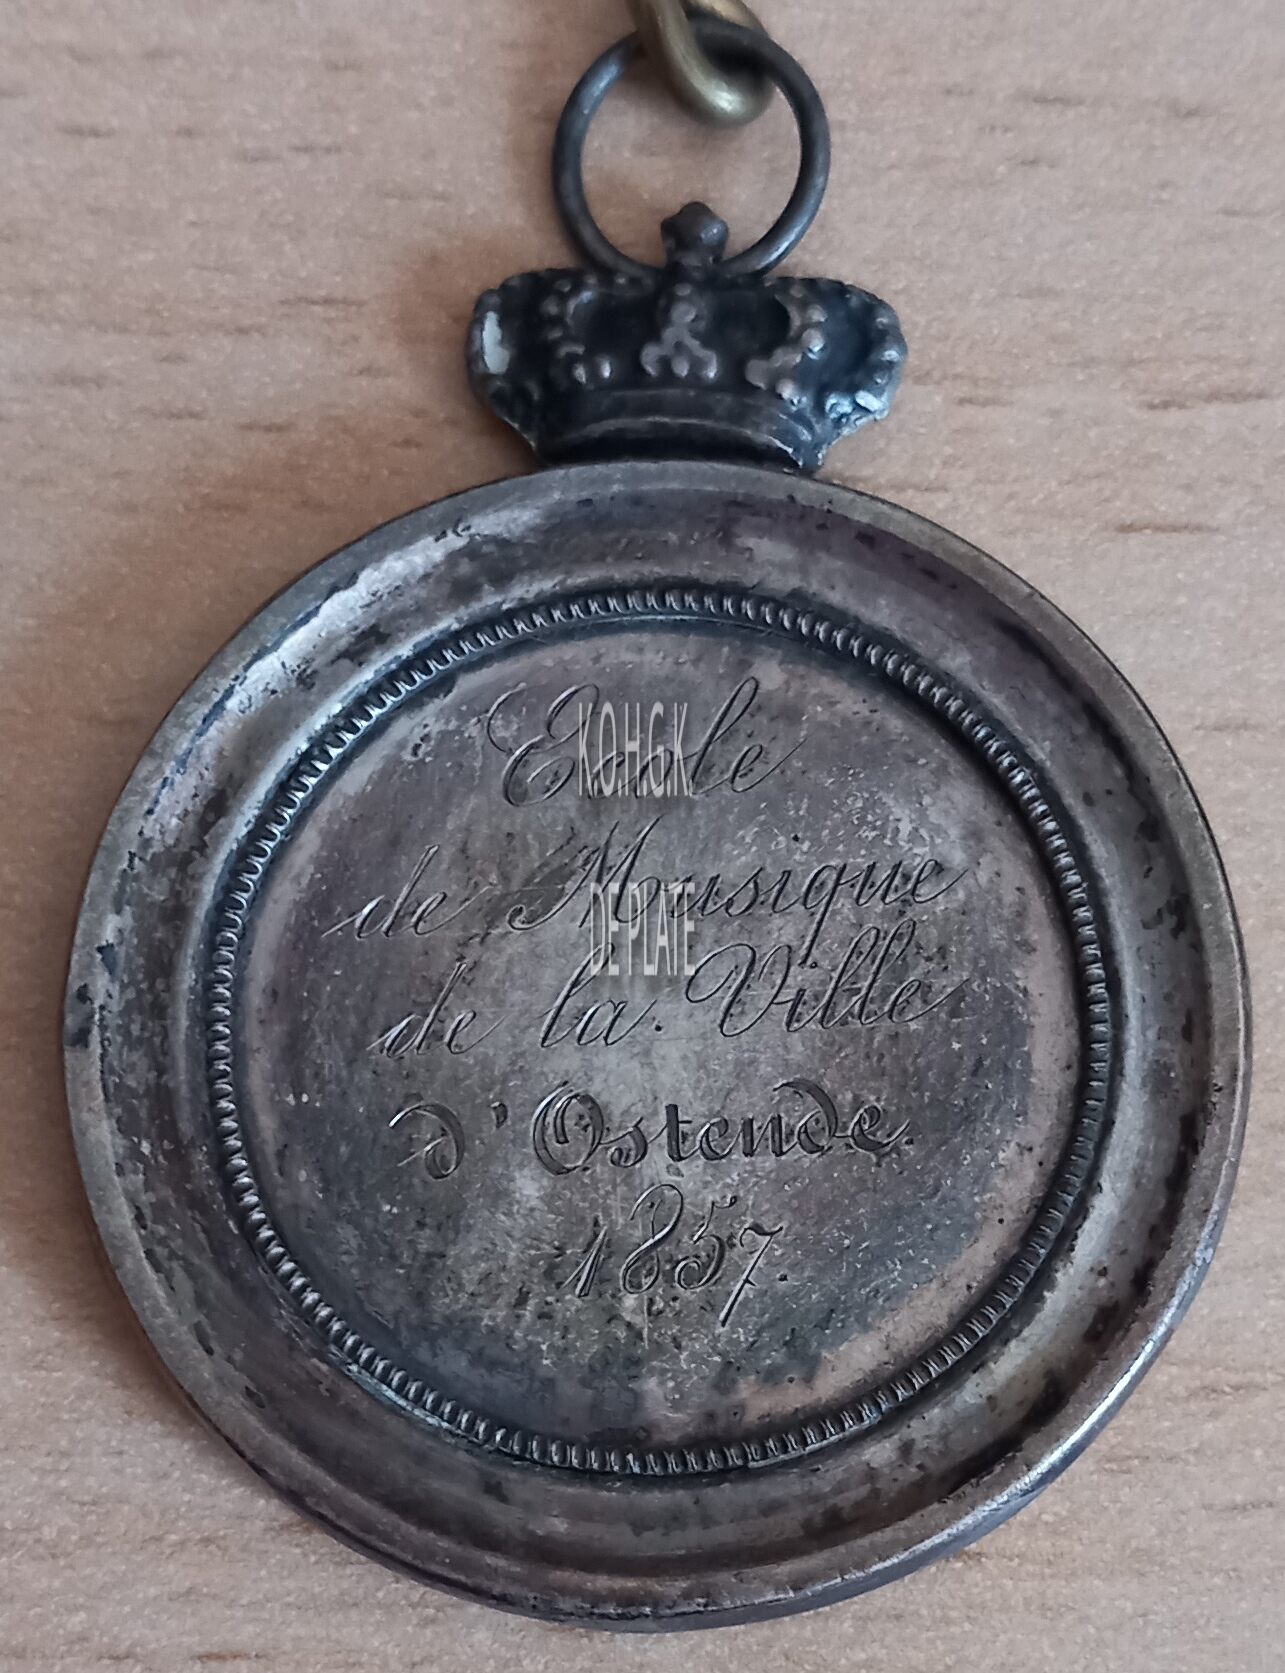 Ecole
de Musique
de la Ville
d'Ostende
1857.
K.O.H.G.K.
DE PLATE